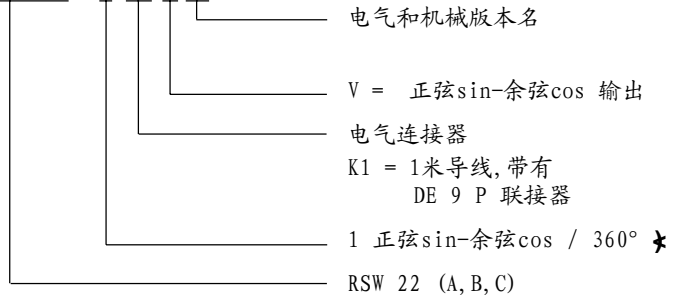 电气和机械版本名
V = 正弦sin-余弦cos 输出
电气连接器
K1 = 1米导线,带有
DE 9 P 联接器
1 正弦sin-余弦cos / 360°
RSW 22 (A,B,C)